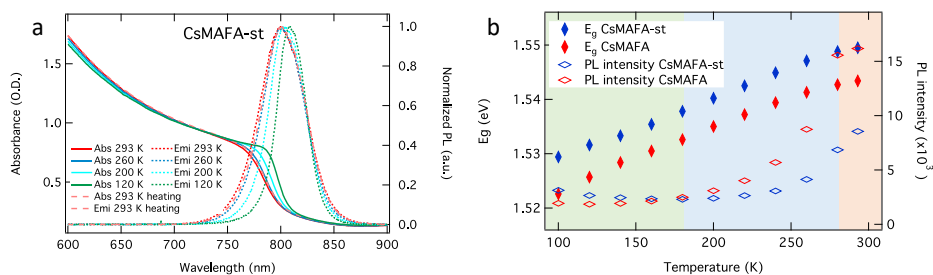 a
CsMAFA-st
Absorbance (O.D.)
1.5
1.0
0.5
Abs 293 K
Abs 260 K
Abs 200 K
Abs 120 K
Abs 293 K heating
Emi 293 K heating
Emi 293 K
Emi 260 K
Emi 200 K
Emi 120 K
1.0
0.8
0.6
0.4
0.2
0.0
Normalized PL (a.u.)
600
650
700
750
800
850
900
Wavelength (nm)
b
Eg CsMAFA-st
Eg CsMAFA
PL intensity CsMAFA-st
PL intensity CsMAFA
Eg (eV)
1.55
1.54
1.53
1.52
15
10
5
0
PL intensity (x10³)
100
150
200
250
300
Temperature (K)